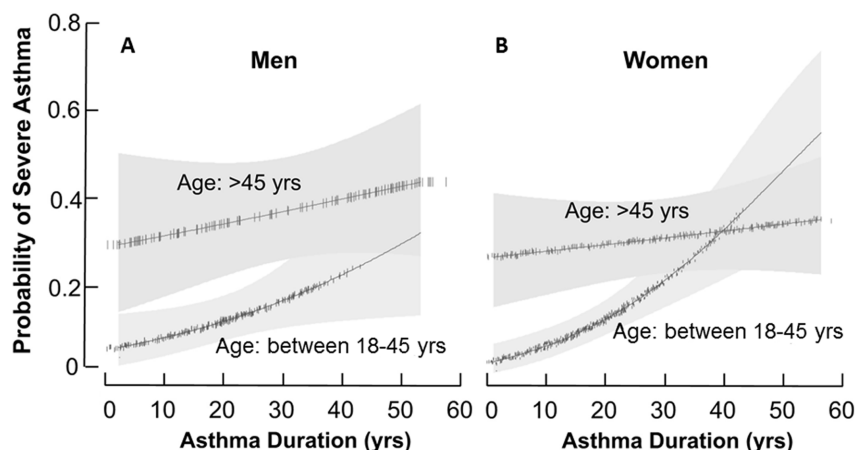 A
Men
B
Women
Probability of Severe Asthma
0.8
0.6
0.4
0.2
0
Age: >45 yrs
Age: between 18-45 yrs
0 10 20 30 40 50 60
Asthma Duration (yrs)
Age: >45 yrs
Age: between 18-45 yrs
0 10 20 30 40 50 60
Asthma Duration (yrs)